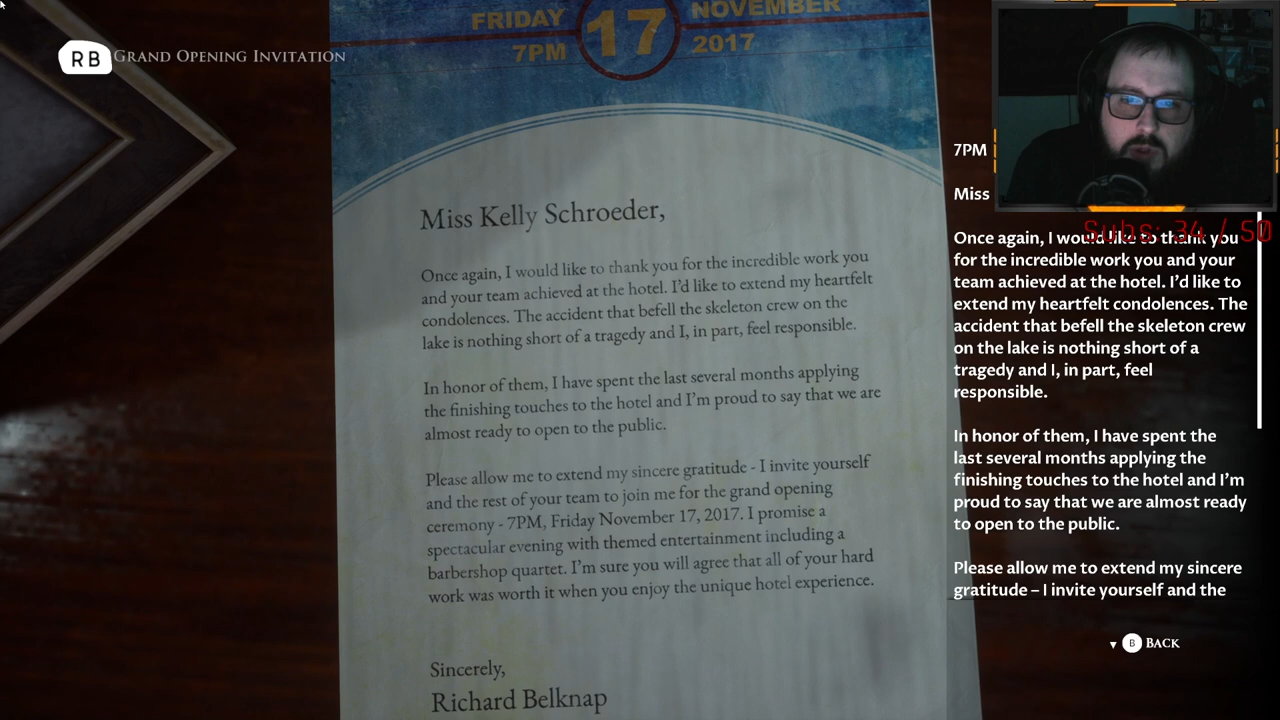 FRIDAY
17
NOVEMBER
7PM
2017
RB
GRAND OPENING INVITATION
Miss Kelly Schroeder,
Once again, I would like to thank you for the incredible work you
and your team achieved at the hotel. I'd like to extend my heartfelt
condolences. The accident that befell the skeleton crew on the
lake is nothing short of a tragedy and I, in part, feel responsible.
In honor of them, I have spent the last several months applying
the finishing touches to the hotel and I'm proud to say that we are
almost ready to open to the public.
Please allow me to extend my sincere gratitude - I invite yourself
and the rest of your team to join me for the grand opening
ceremony - 7PM, Friday November 17, 2017. I promise a
spectacular evening with themed entertainment including a
barbershop quartet. I'm sure you will agree that all of your hard
work was worth it when you enjoy the unique hotel experience.
Sincerely,
Richard Belknap
7PM
Miss
Subs: 34 / 50
Once again, I would like to thank you
for the incredible work you and your
team achieved at the hotel. I'd like to
extend my heartfelt condolences. The
accident that befell the skeleton crew
on the lake is nothing short of a
tragedy and I, in part, feel
responsible.
In honor of them, I have spent the
last several months applying the
finishing touches to the hotel and I'm
proud to say that we are almost ready
to open to the public.
Please allow me to extend my sincere
gratitude – I invite yourself and the
B BACK